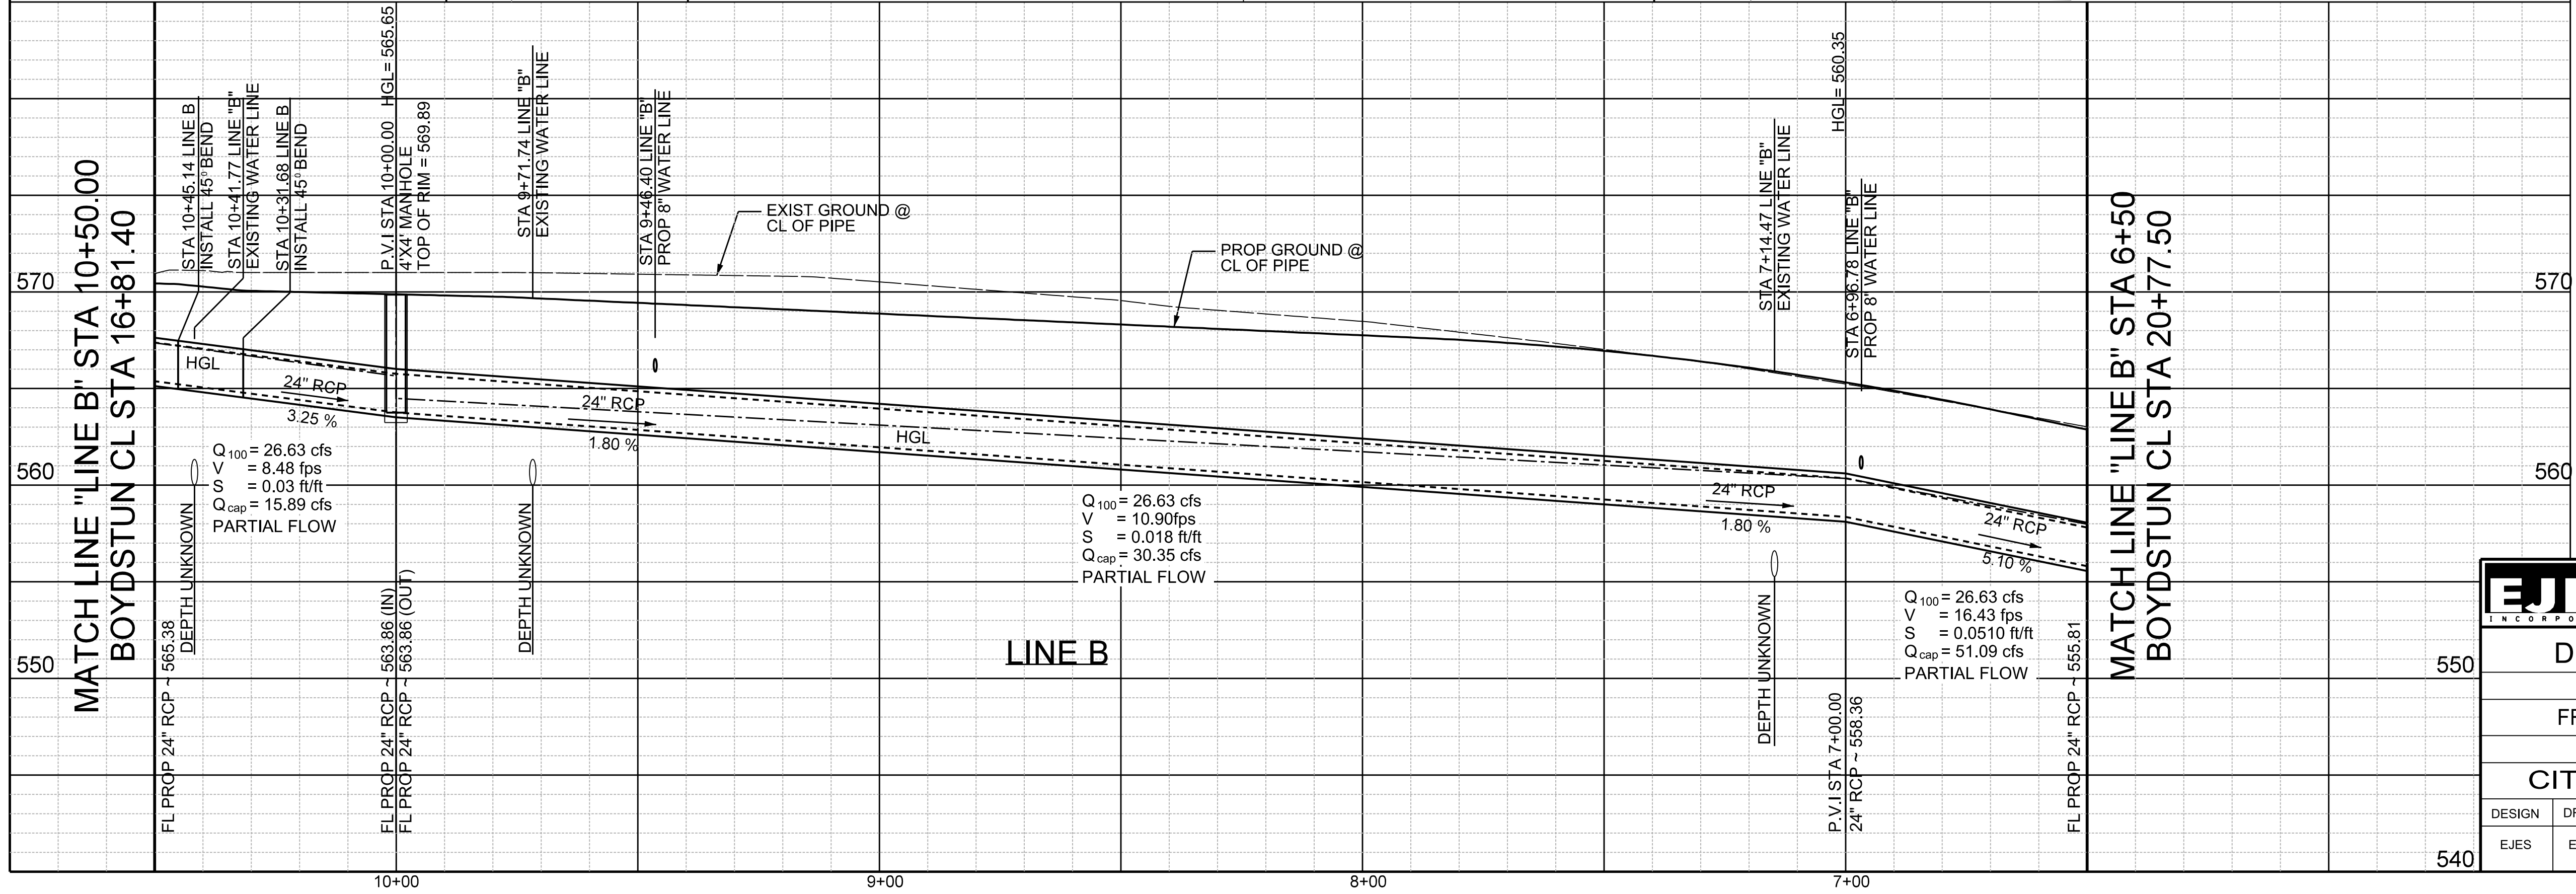 MATCH LINE "LINE B" STA 10+50.00
BOYDSTUN CL STA 16+81.40
STA 10+45.14 LINE B
INSTALL 45° BEND
STA 10+41.77 LINE "B"
EXISTING WATER LINE
STA 10+31.68 LINE B
INSTALL 45° BEND
P.V.I STA 10+00.00 HGL= 565.65
4'X4' MANHOLE
TOP OF RIM = 569.89
STA 9+71.74 LINE "B"
EXISTING WATER LINE
STA 9+46.40 LINE "B"
PROP 8" WATER LINE
EXIST GROUND @
CL OF PIPE
PROP GROUND @
CL OF PIPE
STA 7+14.47 LINE "B"
EXISTING WATER LINE
HGL= 560.35
STA 6+96.78 LINE "B"
PROP 8" WATER LINE
MATCH LINE "LINE B" STA 6+50
BOYDSTUN CL STA 20+77.50
570
570
HGL
24" RCP
3.25 %
24" RCP
1.80 %
HGL
24" RCP
1.80 %
24" RCP
5.10 %
560
560
Q100 = 26.63 cfs
V = 8.48 fps
S = 0.03 ft/ft
Qcap = 15.89 cfs
PARTIAL FLOW
Q100 = 26.63 cfs
V = 10.90fps
S = 0.018 ft/ft
Qcap = 30.35 cfs
PARTIAL FLOW
Q100 = 26.63 cfs
V = 16.43 fps
S = 0.0510 ft/ft
Qcap = 51.09 cfs
PARTIAL FLOW
DEPTH UNKNOWN
DEPTH UNKNOWN
DEPTH UNKNOWN
LINE B
550
550
FL PROP 24" RCP ~ 565.38
FL PROP 24" RCP ~ 563.86 (IN)
FL PROP 24" RCP ~ 563.86 (OUT)
P.V.I STA 7+00.00
24" RCP ~ 558.36
FL PROP 24" RCP ~ 555.81
540
10+00
9+00
8+00
7+00
EJ
INCORPO
D
FF
CIT
DESIGN
EJES
E